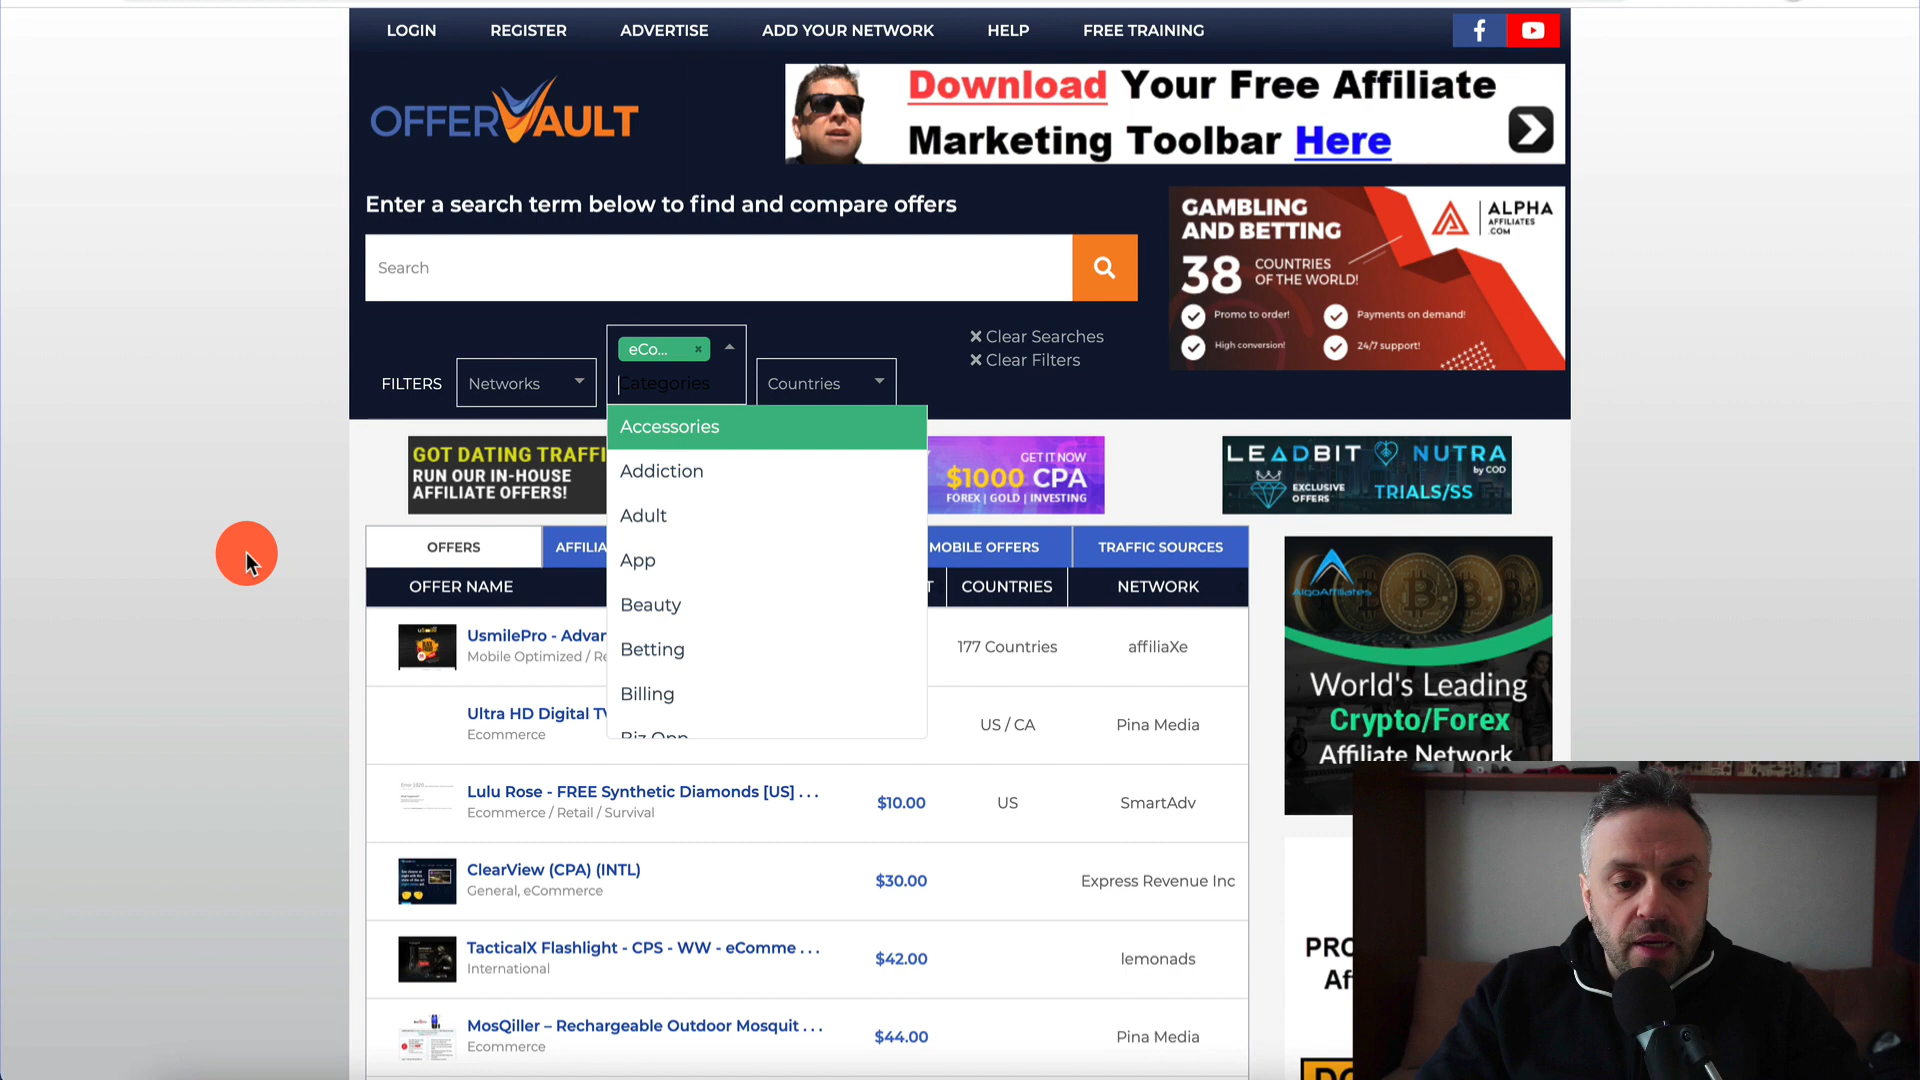 LOGIN
REGISTER
ADVERTISE
ADD YOUR NETWORK
HELP
FREE TRAINING
OFFERVAULT
Download Your Free Affiliate
Marketing Toolbar Here
Enter a search term below to find and compare offers
Search
GAMBLING
AND BETTING
ALPHA
AFFILIATES
.COM
38 COUNTRIES
OF THE WORLD!
Promo to order!
Payments on demand!
High conversion!
24/7 support!
FILTERS
Networks
eCo... ×
Categories
Countries
Clear Searches
Clear Filters
Accessories
Addiction
Adult
App
Beauty
Betting
Billing
Biz Opp
GOT DATING TRAFFI
RUN OUR IN-HOUSE
AFFILIATE OFFERS!
GET IT NOW
$1000 CPA
FOREX | GOLD | INVESTING
LEADBIT NUTRA
by COD
EXCLUSIVE
OFFERS
TRIALS/SS
OFFERS
AFFILIA
MOBILE OFFERS
TRAFFIC SOURCES
OFFER NAME
T
COUNTRIES
NETWORK
UsmilePro - Advar
Mobile Optimized / Re
177 Countries
affiliaXe
Ultra HD Digital TV
Ecommerce
US / CA
Pina Media
Lulu Rose - FREE Synthetic Diamonds [US] . . .
Ecommerce / Retail / Survival
$10.00
US
SmartAdv
ClearView (CPA) (INTL)
General, eCommerce
$30.00
Express Revenue Inc
TacticalX Flashlight - CPS - WW - eComme . . .
International
$42.00
lemonads
MosQiller – Rechargeable Outdoor Mosquit . . .
Ecommerce
$44.00
Pina Media
AlgoAffiliates
World's Leading
Crypto/Forex
Affiliate Network
PRO
Af
DO